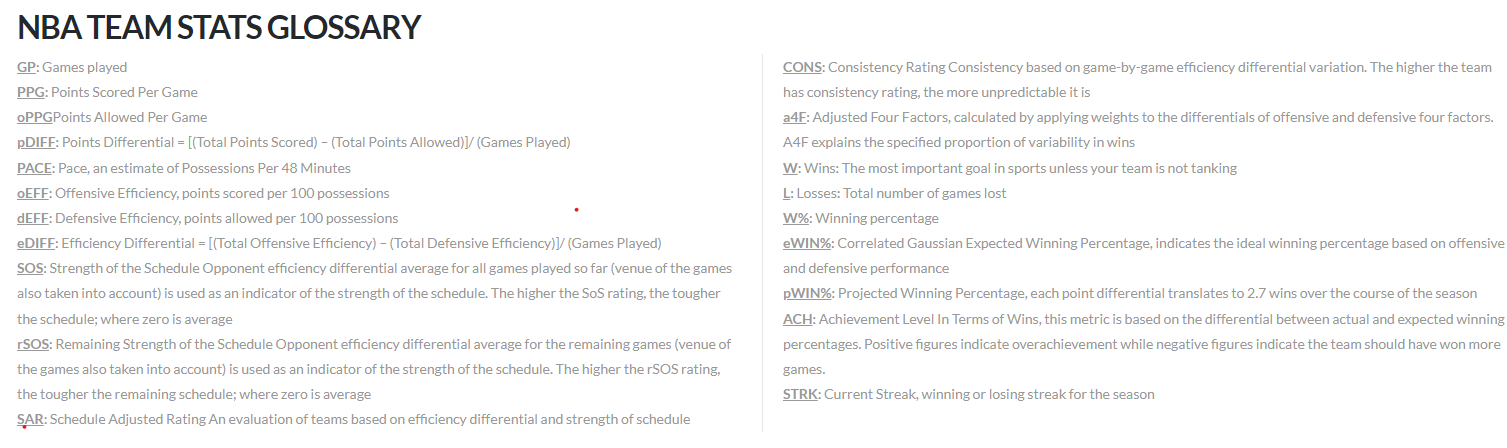 NBA TEAM STATS GLOSSARY
GP: Games played
PPG: Points Scored Per Game
oPPGPoints Allowed Per Game
pDIFF: Points Differential = [(Total Points Scored) – (Total Points Allowed)]/ (Games Played)
PACE: Pace, an estimate of Possessions Per 48 Minutes
oEFF: Offensive Efficiency, points scored per 100 possessions
dEFF: Defensive Efficiency, points allowed per 100 possessions
eDIFF: Efficiency Differential = [(Total Offensive Efficiency) – (Total Defensive Efficiency)]/ (Games Played)
SOS: Strength of the Schedule Opponent efficiency differential average for all games played so far (venue of the games
also taken into account) is used as an indicator of the strength of the schedule. The higher the SoS rating, the tougher
the schedule; where zero is average
rSOS: Remaining Strength of the Schedule Opponent efficiency differential average for the remaining games (venue of
the games also taken into account) is used as an indicator of the strength of the schedule. The higher the rSOS rating,
the tougher the remaining schedule; where zero is average
SAR: Schedule Adjusted Rating An evaluation of teams based on efficiency differential and strength of schedule
CONS: Consistency Rating Consistency based on game-by-game efficiency differential variation. The higher the team
has consistency rating, the more unpredictable it is
a4F: Adjusted Four Factors, calculated by applying weights to the differentials of offensive and defensive four factors.
A4F explains the specified proportion of variability in wins
W: Wins: The most important goal in sports unless your team is not tanking
L: Losses: Total number of games lost
W%: Winning percentage
eWIN%: Correlated Gaussian Expected Winning Percentage, indicates the ideal winning percentage based on offensive
and defensive performance
pWIN%: Projected Winning Percentage, each point differential translates to 2.7 wins over the course of the season
ACH: Achievement Level In Terms of Wins, this metric is based on the differential between actual and expected winning
percentages. Positive figures indicate overachievement while negative figures indicate the team should have won more
games.
STRK: Current Streak, winning or losing streak for the season